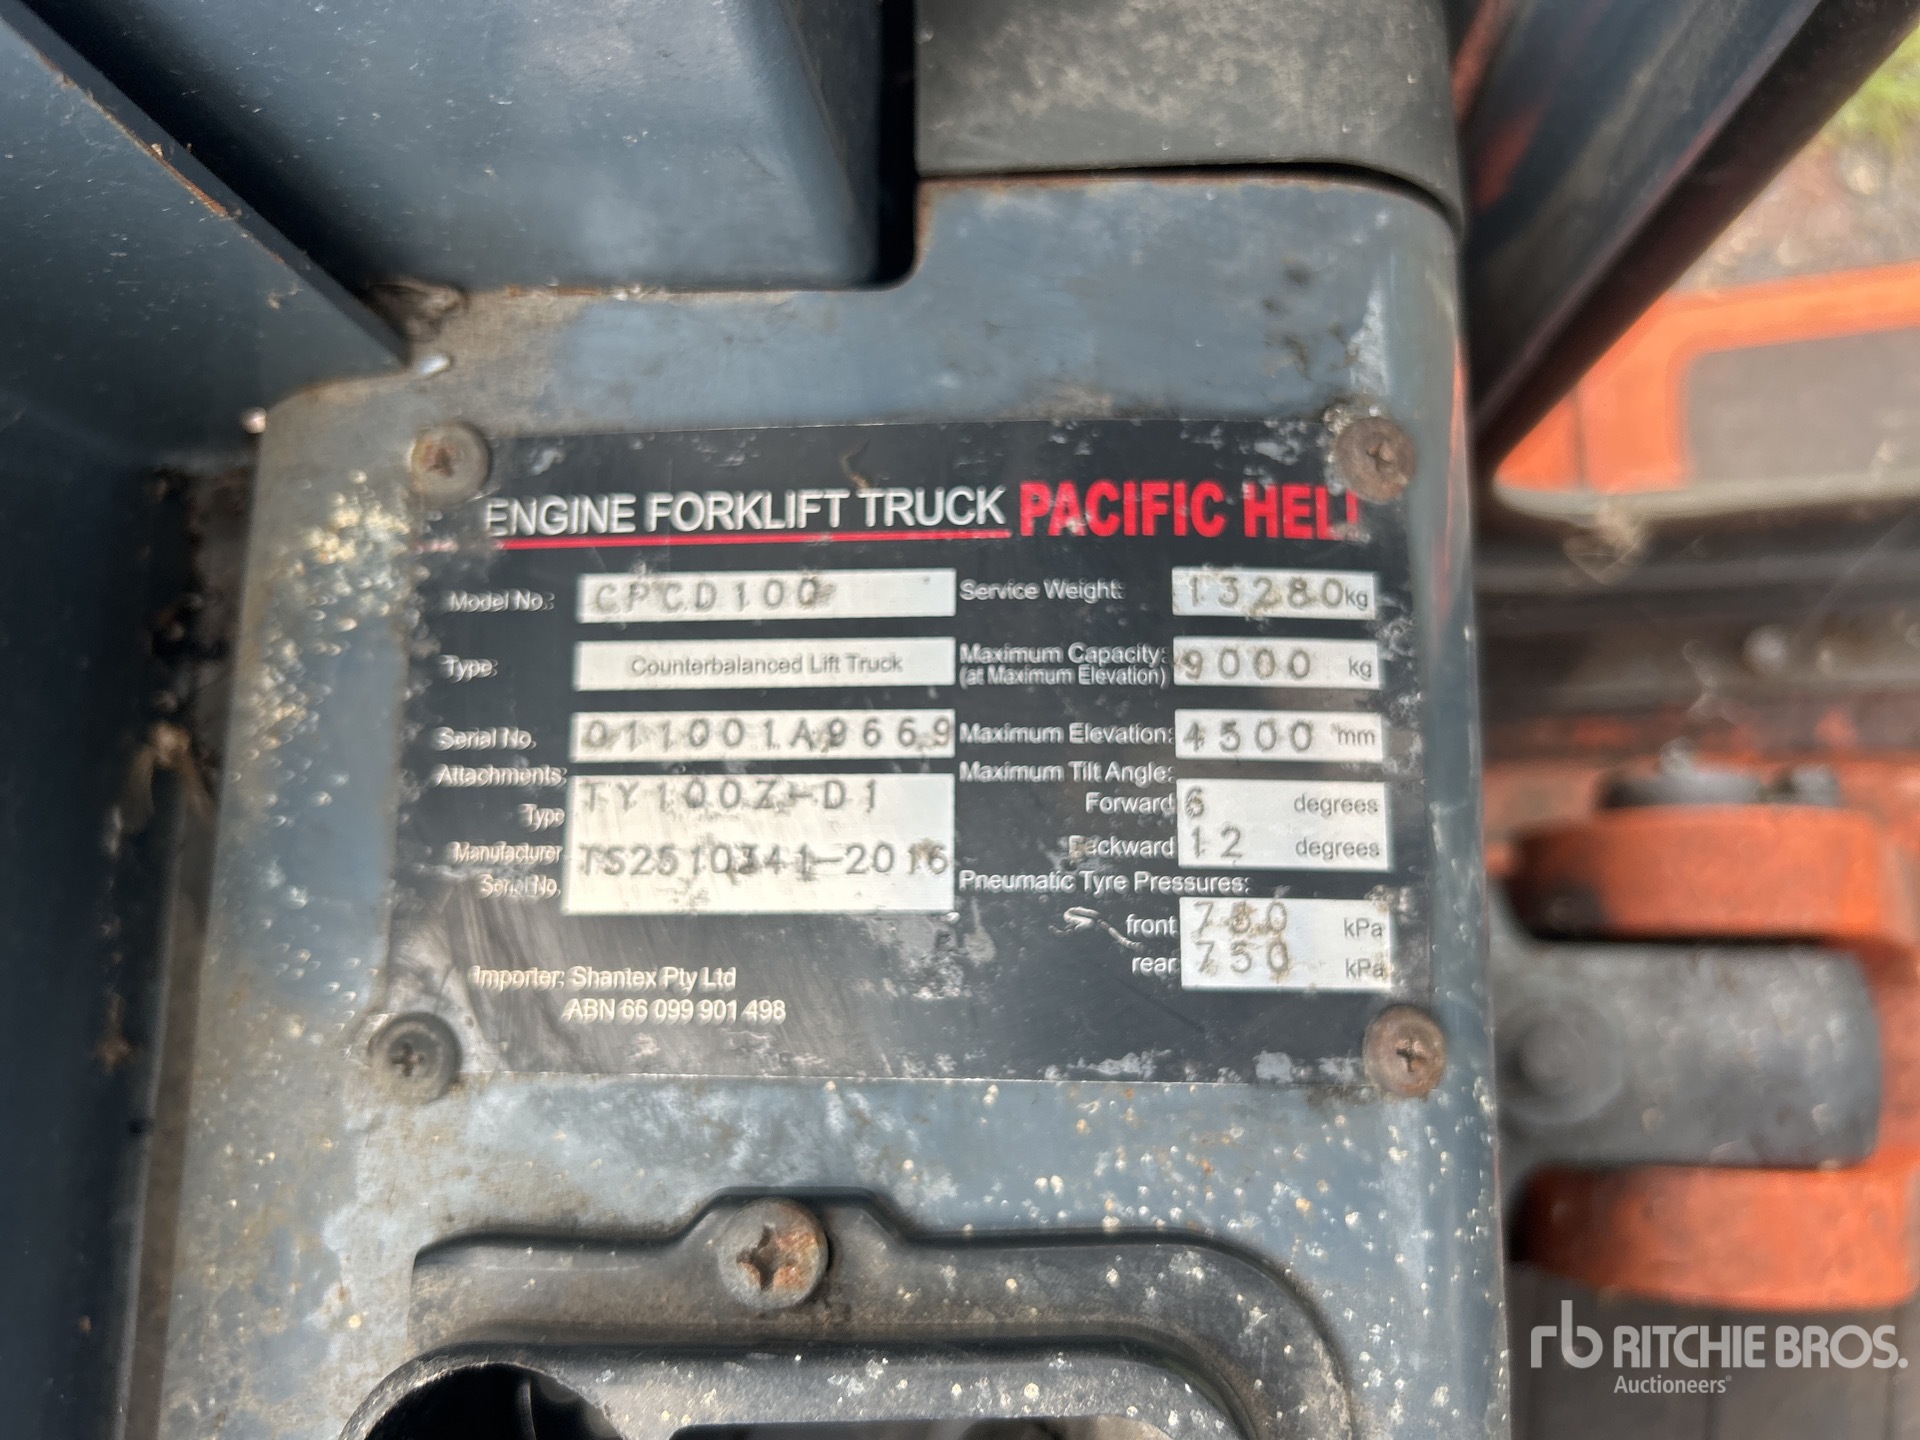 ENGINE FORKLIFT TRUCK PACIFIC HELI
Model No.: CPCD100 Service Weight: 13280 kg
Type: Counterbalanced Lift Truck Maximum Capacity: 9000 kg
(at Maximum Elevation)
Serial No. 011001A9669 Maximum Elevation: 4500 mm
Attachments: Maximum Tilt Angle:
Type TY100Z-D1 Forward 6 degrees
Manufacturer TS2510341-2016 Backward 12 degrees
Serial No. Pneumatic Tyre Pressures:
front kPa
rear 750 kPa
Importer: Shantex Pty Ltd
ABN 66 099 901 498
rb RITCHIE BROS.
Auctioneers